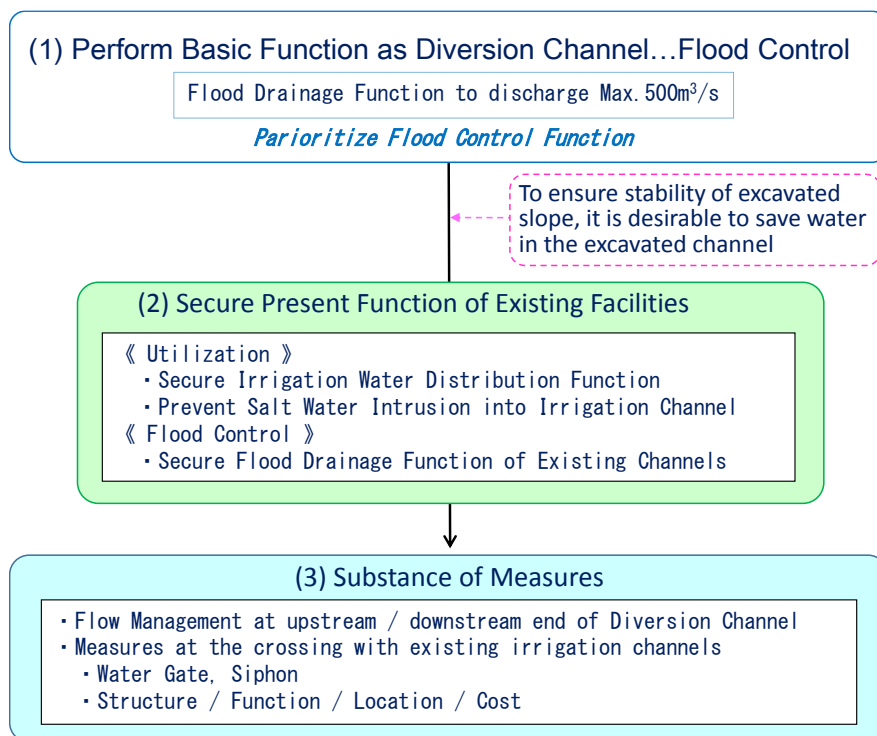 (1) Perform Basic Function as Diversion Channel…Flood Control
Flood Drainage Function to discharge Max.500m³/s
Parioritize Flood Control Function
To ensure stability of excavated
slope, it is desirable to save water
in the excavated channel
(2) Secure Present Function of Existing Facilities
《 Utilization 》
・Secure Irrigation Water Distribution Function
・Prevent Salt Water Intrusion into Irrigation Channel
《 Flood Control 》
・Secure Flood Drainage Function of Existing Channels
(3) Substance of Measures
・Flow Management at upstream / downstream end of Diversion Channel
・Measures at the crossing with existing irrigation channels
・Water Gate, Siphon
・Structure / Function / Location / Cost